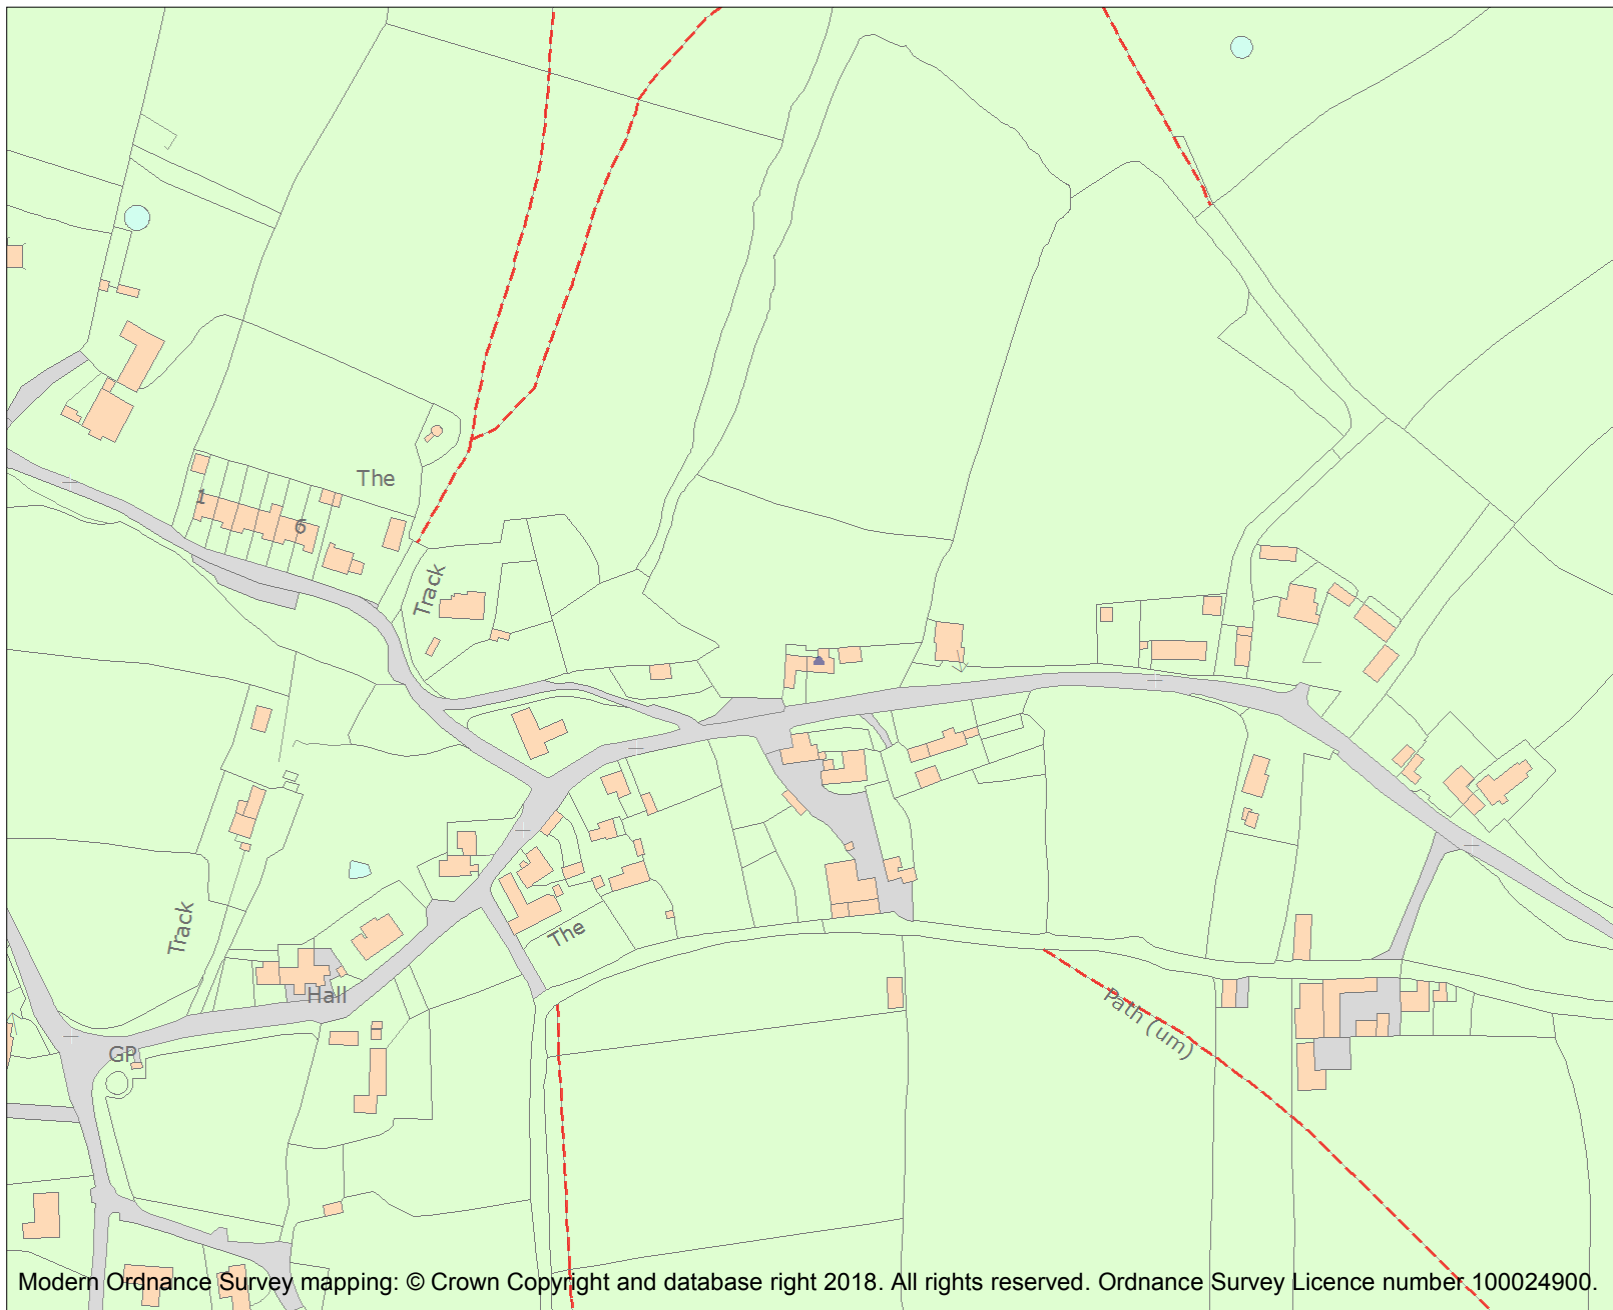 The
1
6
Track
Track
The
Hall
Path (um)
GP
Modern Ordnance Survey mapping: © Crown Copyright and database right 2018. All rights reserved. Ordnance Survey Licence number 100024900.